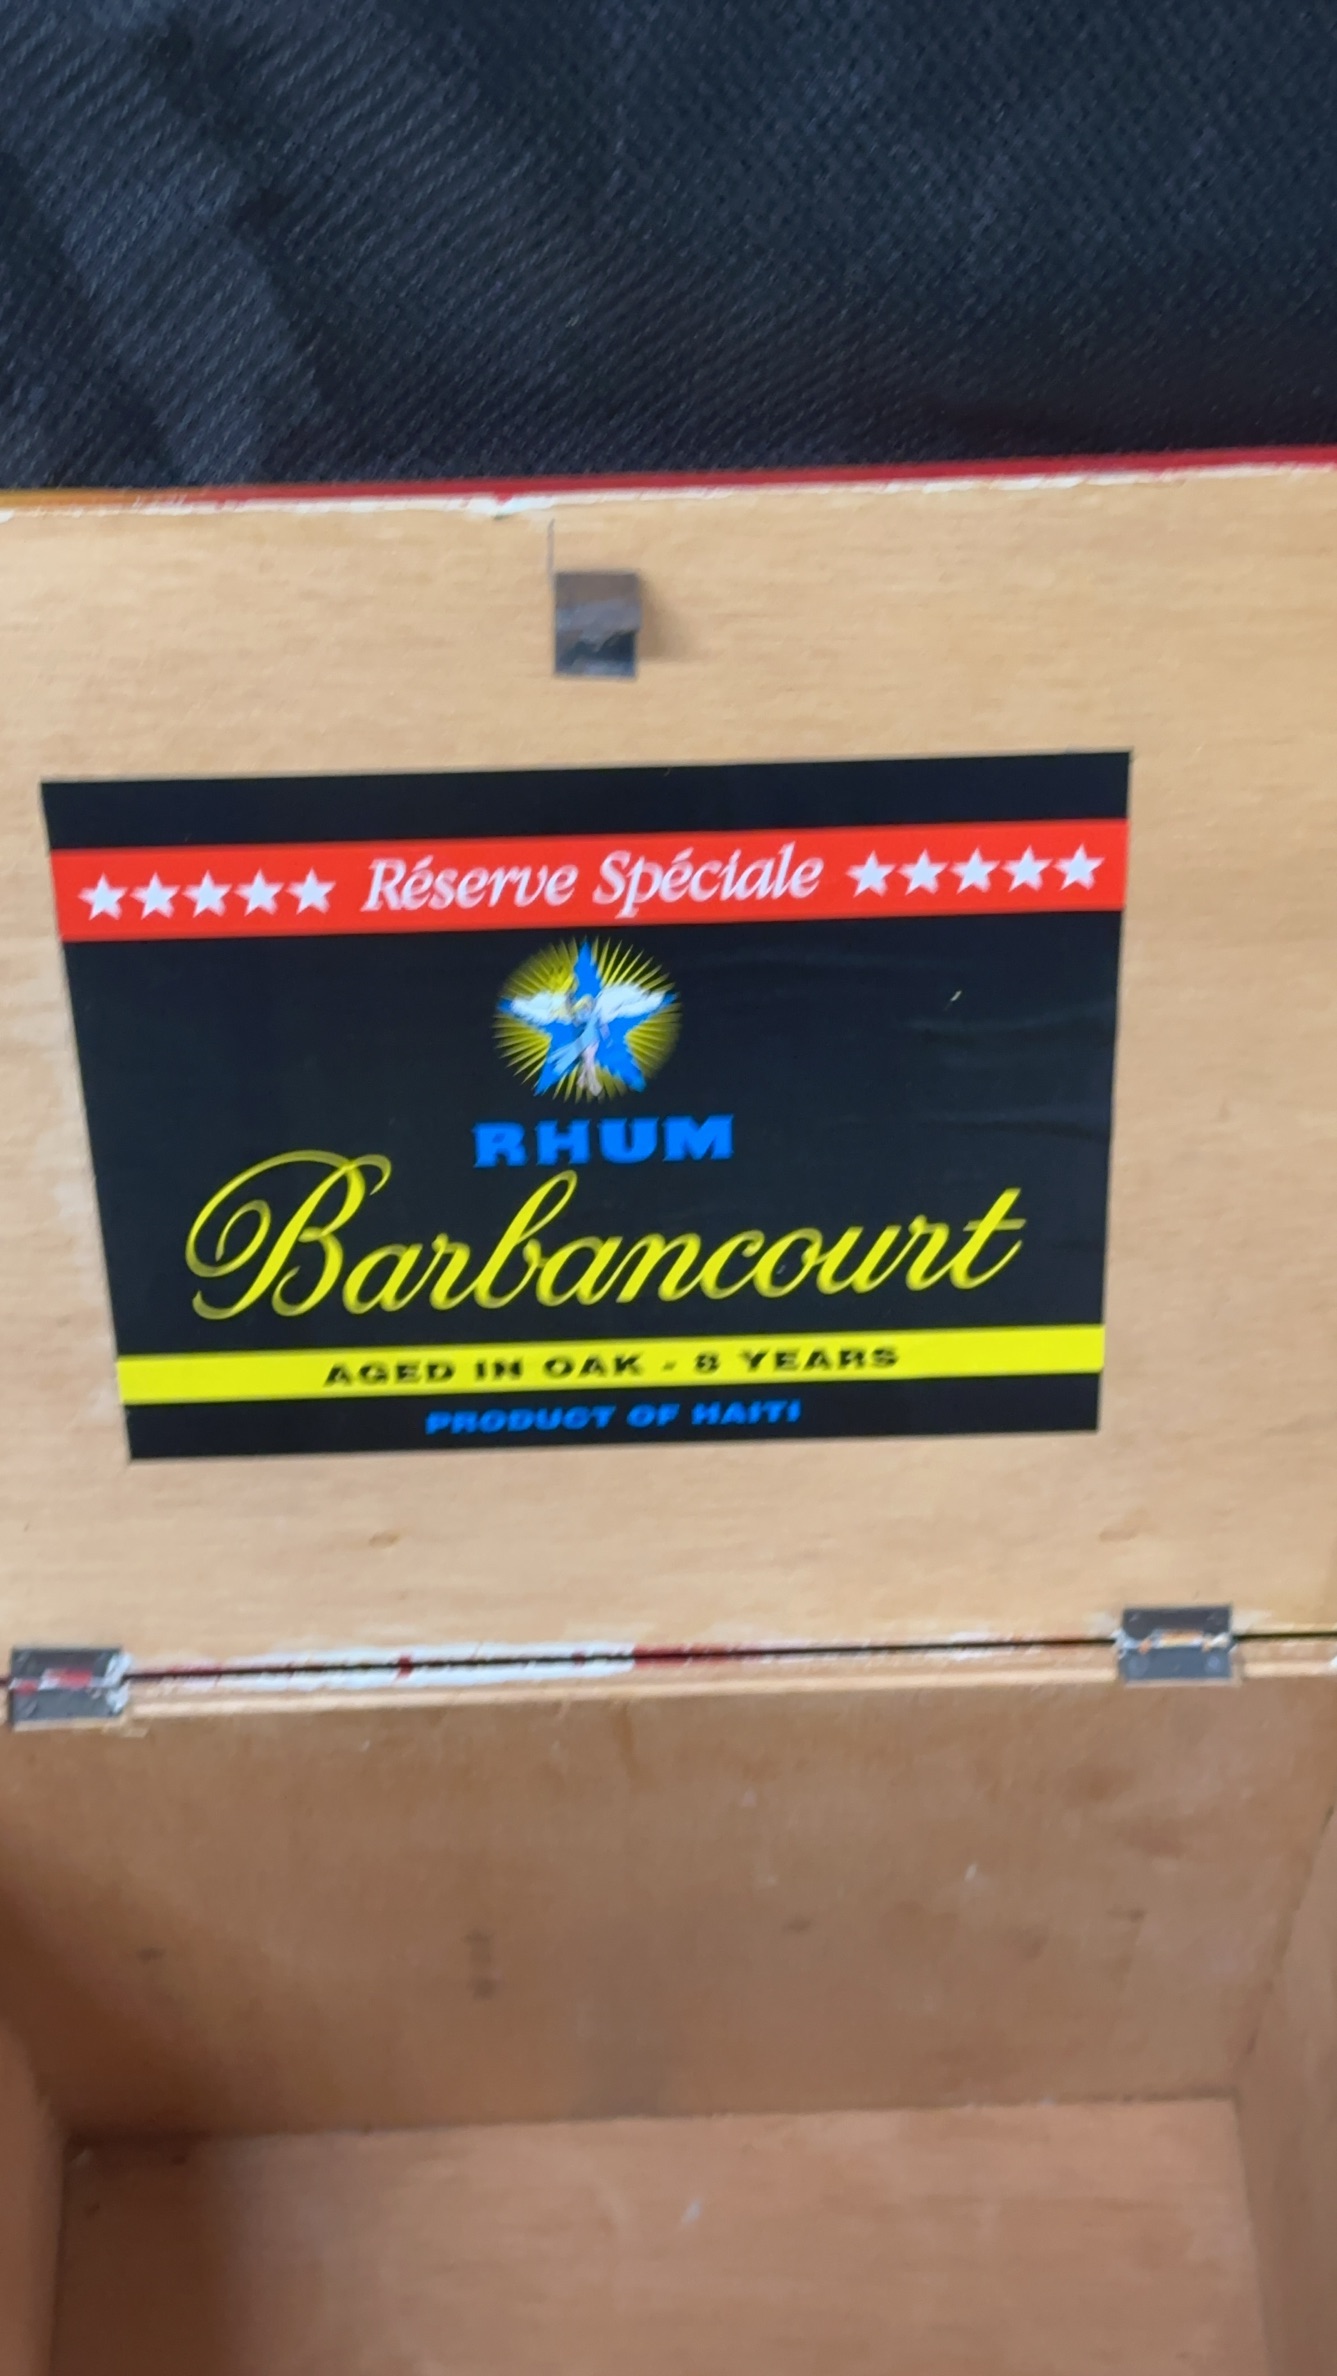 ★★★★★ Réserve Spéciale ★★★★★
RHUM
Barbancourt
AGED IN OAK - 8 YEARS
PRODUCT OF HAITI